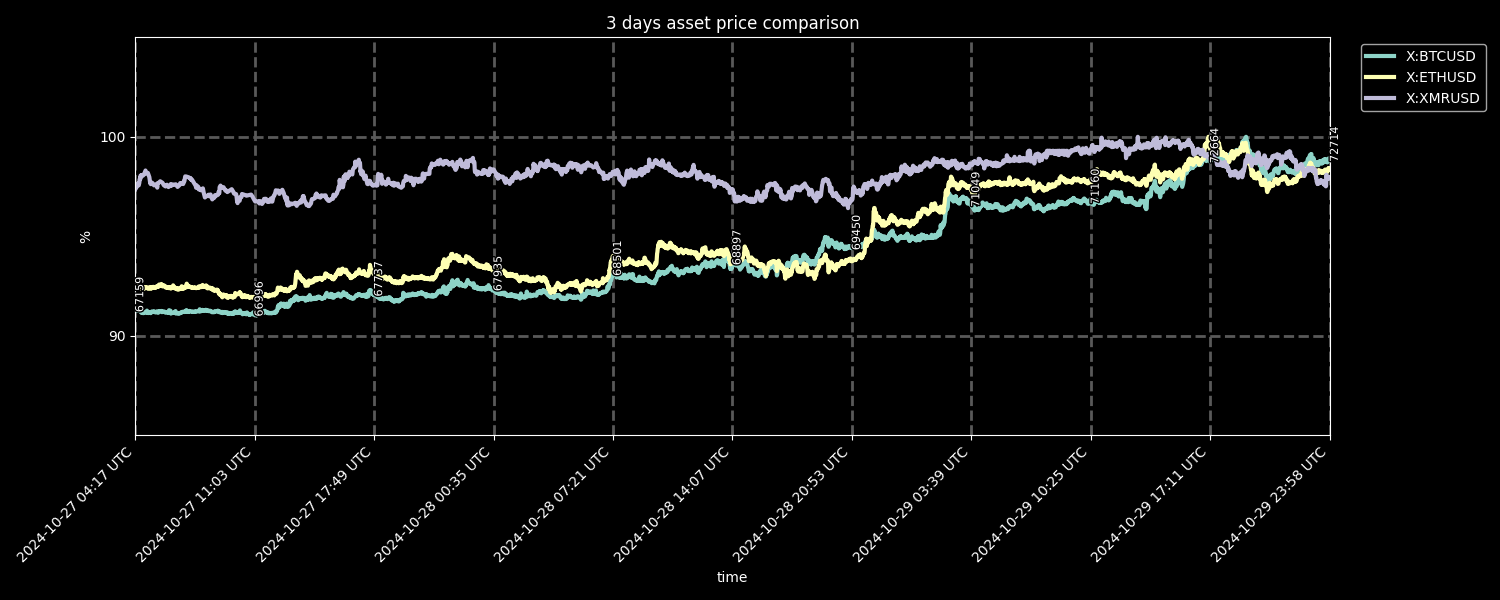 3 days asset price comparison
X:BTCUSD
X:ETHUSD
X:XMRUSD
100
90
%
67159
66996
67737
67935
68501
68897
69450
71049
71160
72664
72714
2024-10-27 04:17 UTC
2024-10-27 11:03 UTC
2024-10-27 17:49 UTC
2024-10-28 00:35 UTC
2024-10-28 07:21 UTC
2024-10-28 14:07 UTC
2024-10-28 20:53 UTC
2024-10-29 03:39 UTC
2024-10-29 10:25 UTC
2024-10-29 17:11 UTC
2024-10-29 23:58 UTC
time